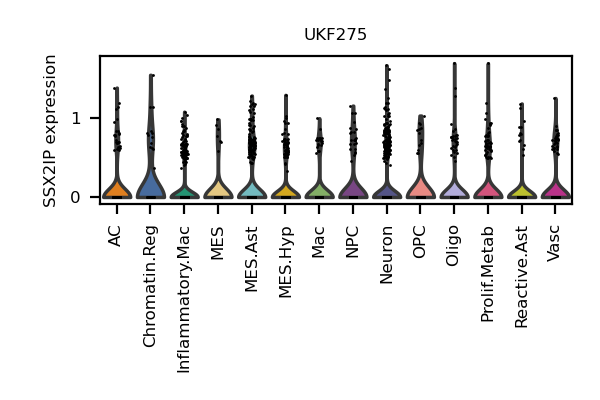 UKF275
SSX2IP expression
1
0
AC
Chromatin.Reg
Inflammatory.Mac
MES
MES.Ast
MES.Hyp
Mac
NPC
Neuron
OPC
Oligo
Prolif.Metab
Reactive.Ast
Vasc